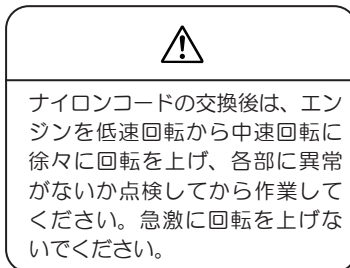 ナイロンコードの交換後は、エン
ジンを低速回転から中速回転に
徐々に回転を上げ、各部に異常
がないか点検してから作業して
ください。急激に回転を上げな
いでください。